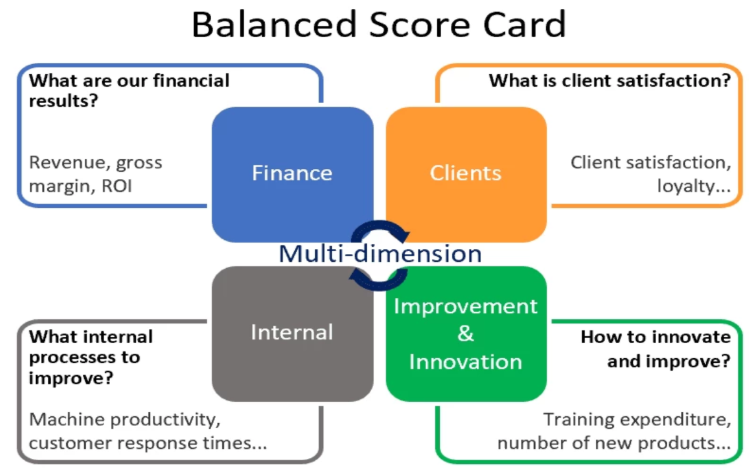 Balanced Score Card
What are our financial
results?
Revenue, gross
margin, ROI
Finance
Clients
What is client satisfaction?
Client satisfaction,
loyalty...
Multi-dimension
What internal
processes to
improve?
Machine productivity,
customer response times...
Internal
Improvement
&
Innovation
How to innovate
and improve?
Training expenditure,
number of new products...